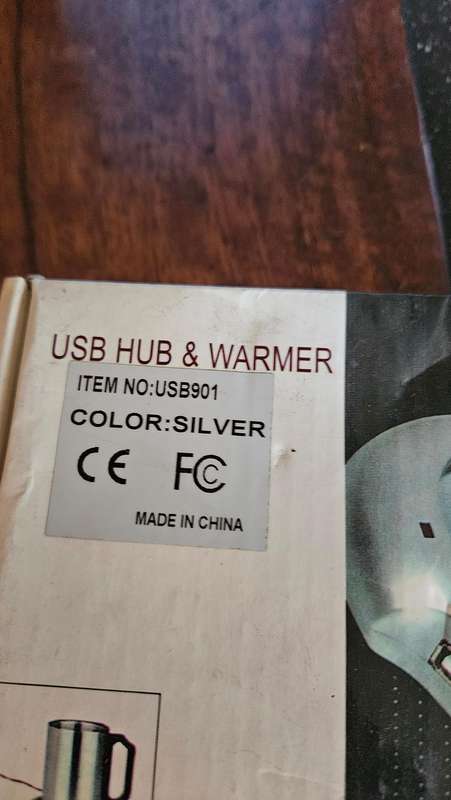 USB HUB & WARMER
ITEM NO:USB901
COLOR:SILVER
CE FC
MADE IN CHINA